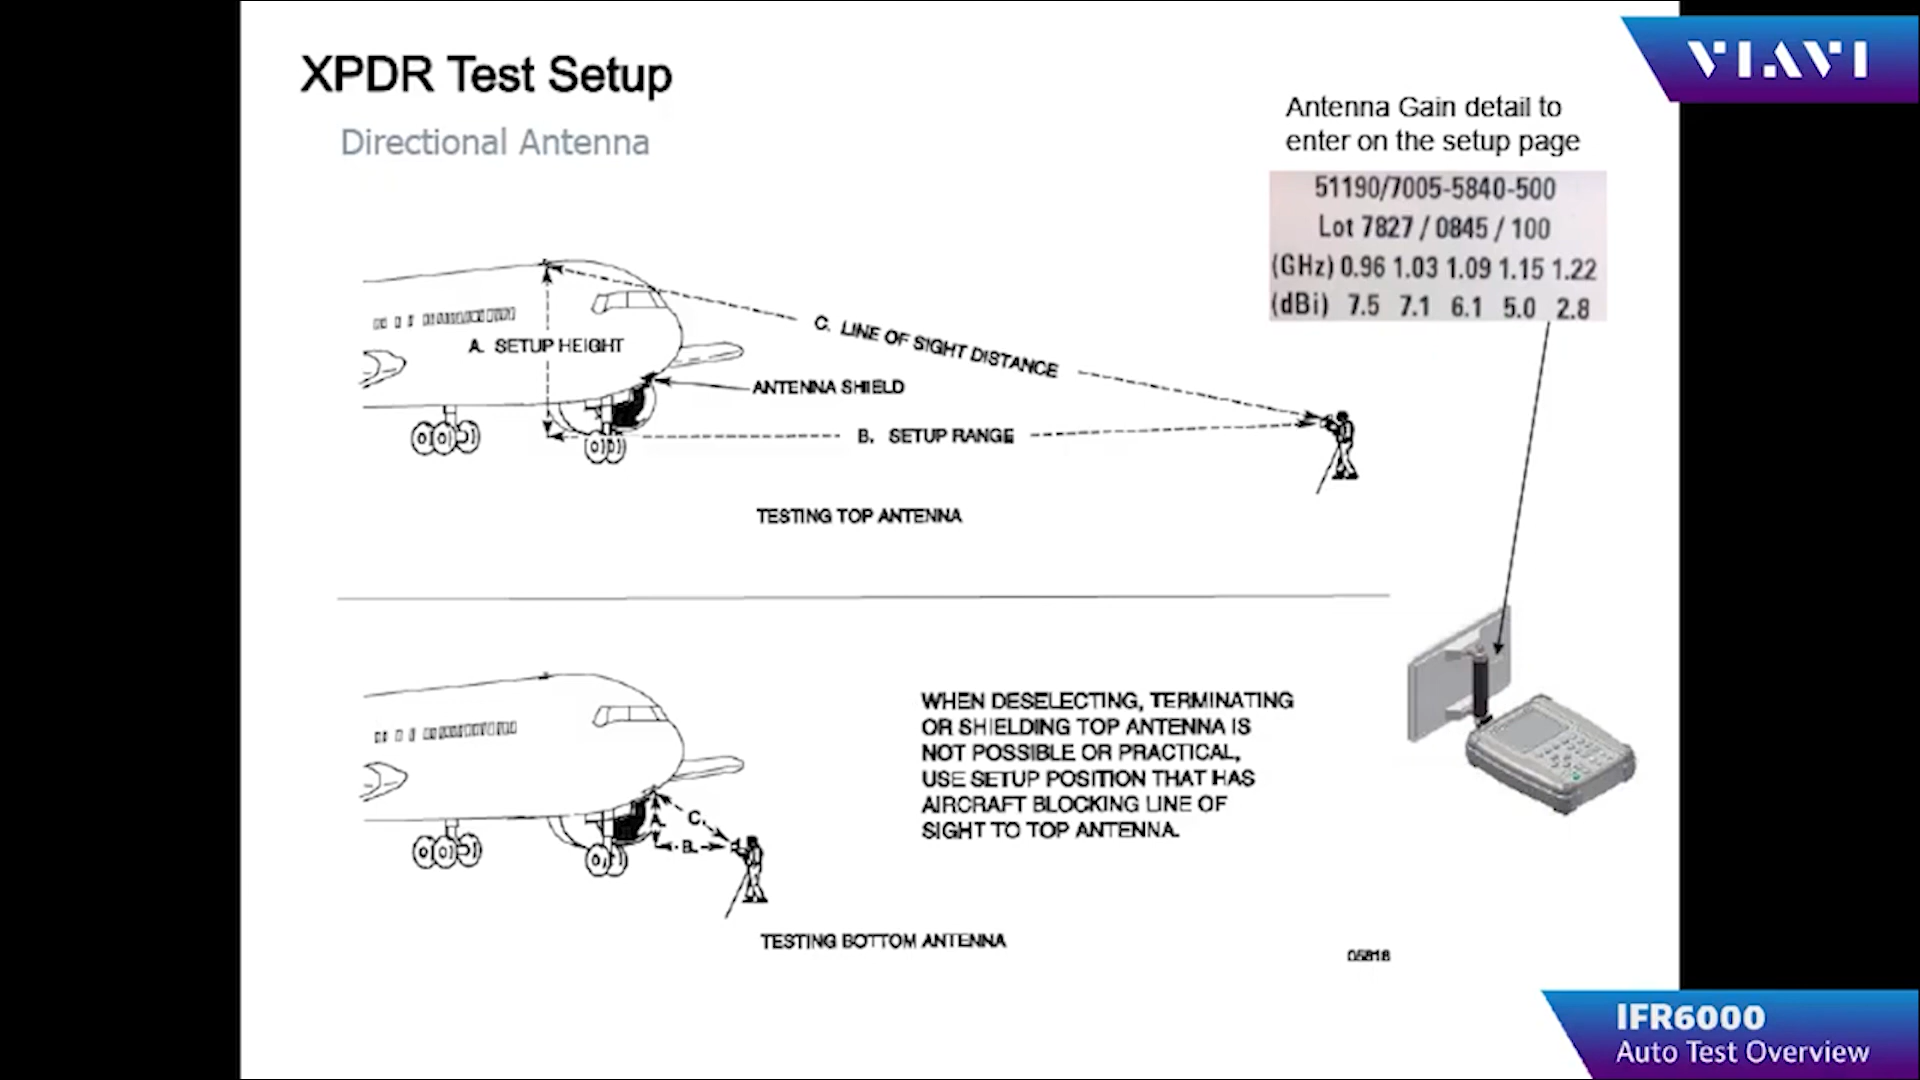 XPDR Test Setup
Directional Antenna
VIAVI
Antenna Gain detail to
enter on the setup page
51190/7005-5840-500
Lot 7827 / 0845 / 100
(GHz) 0.96 1.03 1.09 1.15 1.22
(dBi) 7.5 7.1 6.1 5.0 2.8
C. LINE OF SIGHT DISTANCE
A. SETUP HEIGHT
ANTENNA SHIELD
B. SETUP RANGE
TESTING TOP ANTENNA
WHEN DESELECTING, TERMINATING
OR SHIELDING TOP ANTENNA IS
NOT POSSIBLE OR PRACTICAL,
USE SETUP POSITION THAT HAS
AIRCRAFT BLOCKING LINE OF
SIGHT TO TOP ANTENNA.
A.
C.
B.
TESTING BOTTOM ANTENNA
05816
IFR6000
Auto Test Overview